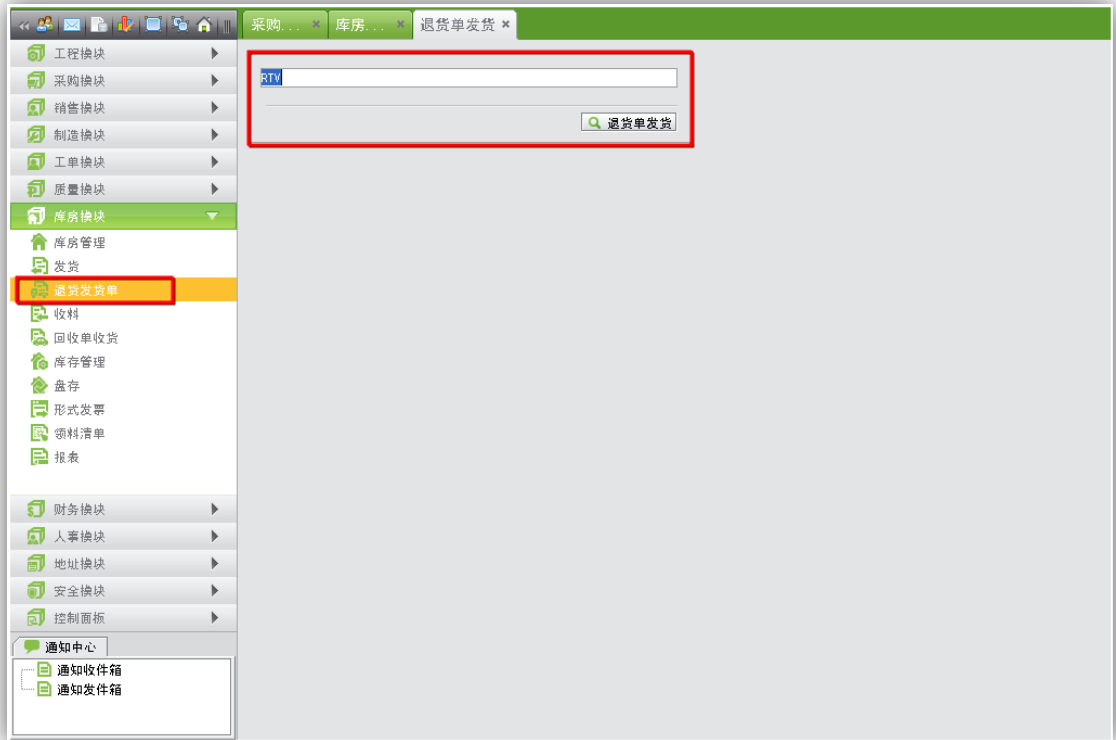 采购... 库房... 退货单发货
工程模块
采购模块
销售模块
制造模块
工单模块
质量模块
库房模块
库房管理
发货
退货发货单
收料
回收单收货
库存管理
盘存
形式发票
领料清单
报表
财务模块
人事模块
地址模块
安全模块
控制面板
通知中心
通知收件箱
通知发件箱
RTV
退货单发货